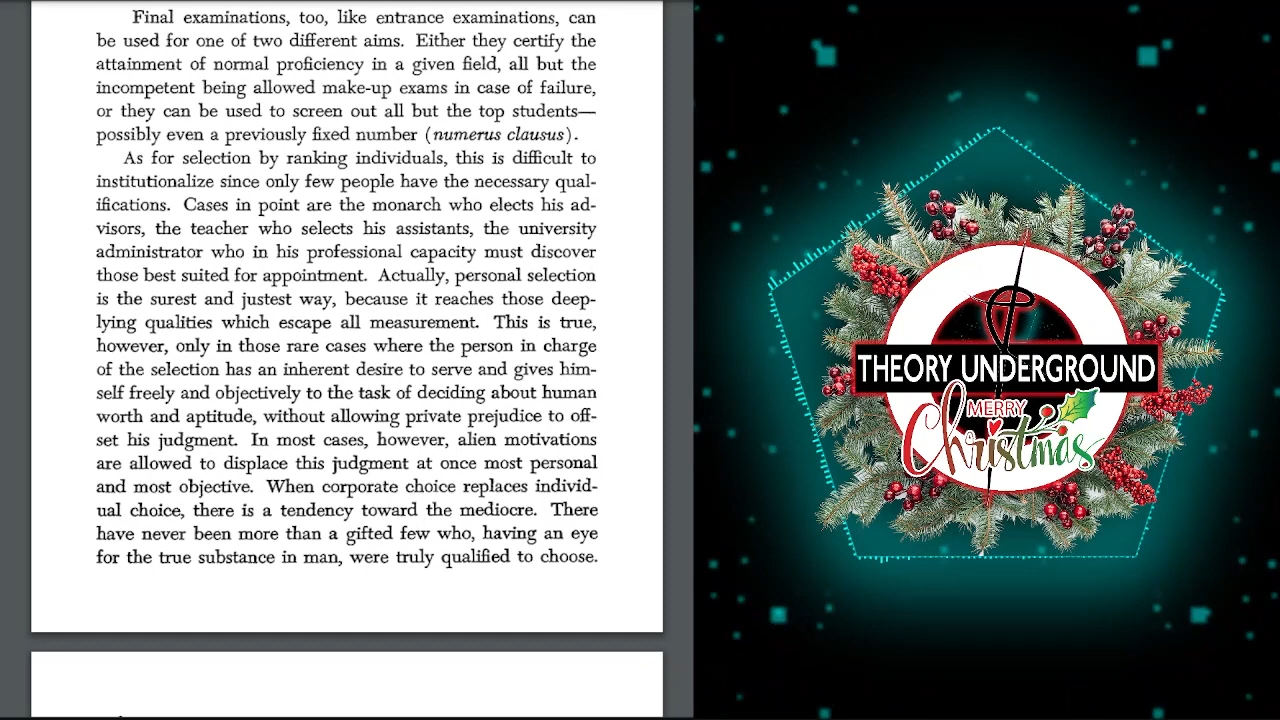 Final examinations, too, like entrance examinations, can
be used for one of two different aims. Either they certify the
attainment of normal proficiency in a given field, all but the
incompetent being allowed make-up exams in case of failure,
or they can be used to screen out all but the top students—
possibly even a previously fixed number (numerus clausus).
As for selection by ranking individuals, this is difficult to
institutionalize since only few people have the necessary qual-
ifications. Cases in point are the monarch who elects his ad-
visors, the teacher who selects his assistants, the university
administrator who in his professional capacity must discover
those best suited for appointment. Actually, personal selection
is the surest and justest way, because it reaches those deep-
lying qualities which escape all measurement. This is true,
however, only in those rare cases where the person in charge
of the selection has an inherent desire to serve and gives him-
self freely and objectively to the task of deciding about human
worth and aptitude, without allowing private prejudice to off-
set his judgment. In most cases, however, alien motivations
are allowed to displace this judgment at once most personal
and most objective. When corporate choice replaces individ-
ual choice, there is a tendency toward the mediocre. There
have never been more than a gifted few who, having an eye
for the true substance in man, were truly qualified to choose.
THEORY UNDERGROUND
MERRY
Christmas